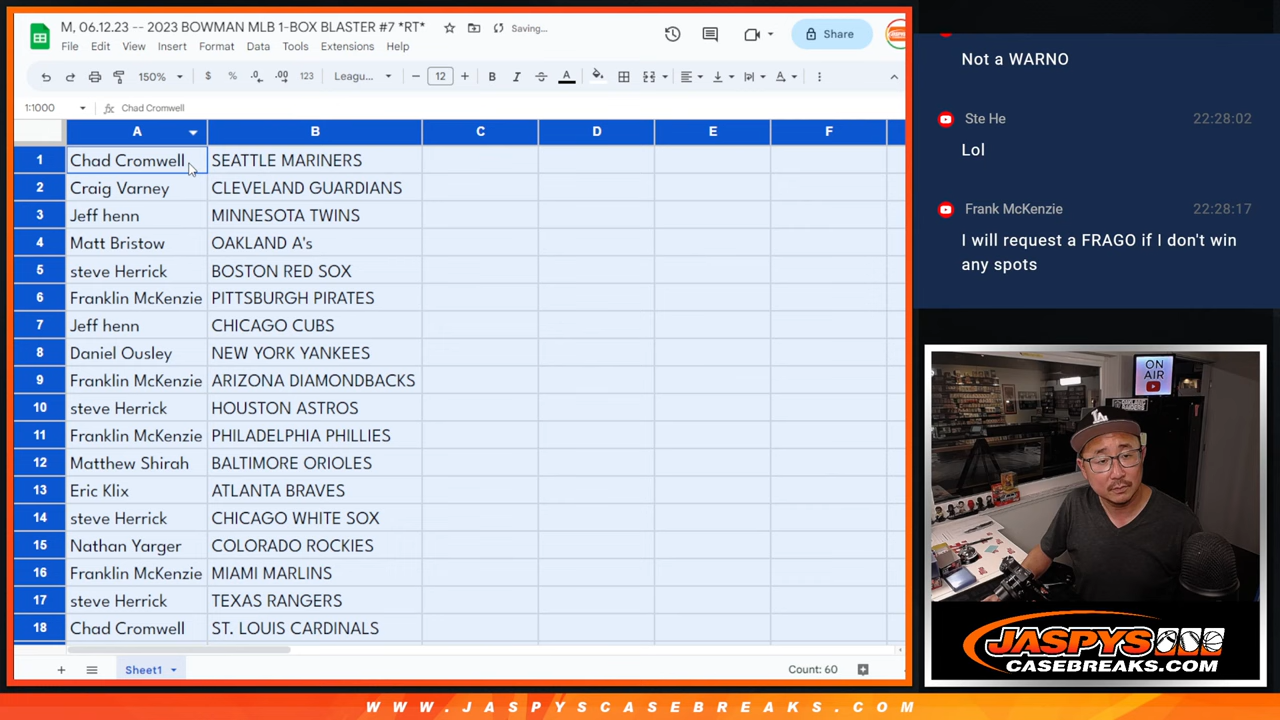 M, 06.12.23 -- 2023 BOWMAN MLB 1-BOX BLASTER #7 *RT* Saving...
Share
File Edit View Insert Format Data Tools Extensions Help
150% $ % .0 .00 123 Leagu... 12 B I A
1:1000 fx Chad Cromwell
A B C D E F
1 Chad Cromwell SEATTLE MARINERS
2 Craig Varney CLEVELAND GUARDIANS
3 Jeff henn MINNESOTA TWINS
4 Matt Bristow OAKLAND A's
5 steve Herrick BOSTON RED SOX
6 Franklin McKenzie PITTSBURGH PIRATES
7 Jeff henn CHICAGO CUBS
8 Daniel Ousley NEW YORK YANKEES
9 Franklin McKenzie ARIZONA DIAMONDBACKS
10 steve Herrick HOUSTON ASTROS
11 Franklin McKenzie PHILADELPHIA PHILLIES
12 Matthew Shirah BALTIMORE ORIOLES
13 Eric Klix ATLANTA BRAVES
14 steve Herrick CHICAGO WHITE SOX
15 Nathan Yarger COLORADO ROCKIES
16 Franklin McKenzie MIAMI MARLINS
17 steve Herrick TEXAS RANGERS
18 Chad Cromwell ST. LOUIS CARDINALS
Sheet1 Count: 60
Not a WARNO
Ste He 22:28:02
Lol
Frank McKenzie 22:28:17
I will request a FRAGO if I don't win
any spots
ON
AIR
LA
JASPYS
CASEBREAKS.COM
WWW.JASPYSCASEBREAKS.COM